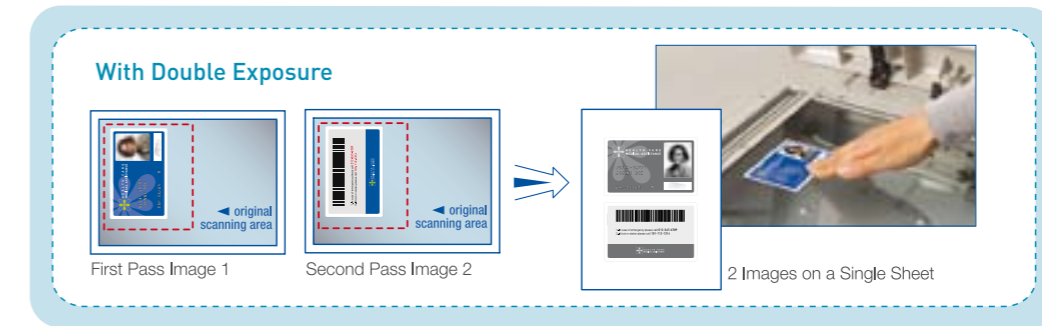 With Double Exposure
◄ original
scanning area
◄ original
scanning area
First Pass Image 1
Second Pass Image 2
2 Images on a Single Sheet